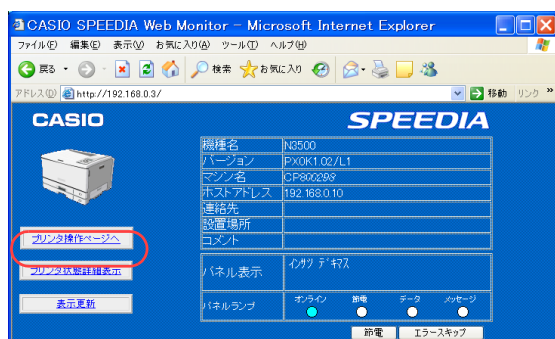 CASIO SPEEDIA Web Monitor - Microsoft Internet Explorer
ファイル(F) 編集(E) 表示(V) お気に入り(A) ツール(T) ヘルプ(H)
戻る 検索 お気に入り
アドレス(D) http://192.168.0.3/ 移動 リンク »
CASIO SPEEDIA
機種名 N3500
バージョン PX0K1.02/L1
マシン名 CP800298
ホストアドレス 192.168.0.10
連絡先
設置場所
コメント
プリンタ操作ページへ
プリンタ状態詳細表示
表示更新
パネル表示 インサツ デキマス
パネルランプ オンライン 節電 データ メッセージ
節電 エラースキップ